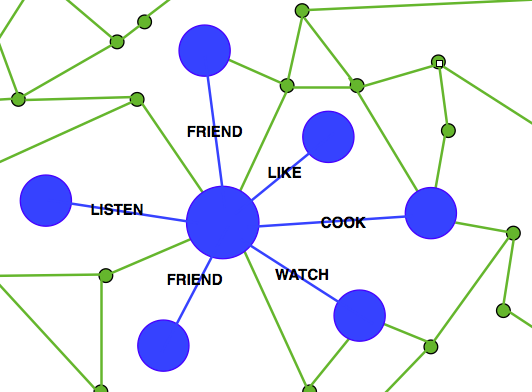 FRIEND
LIKE
LISTEN
COOK
FRIEND
WATCH